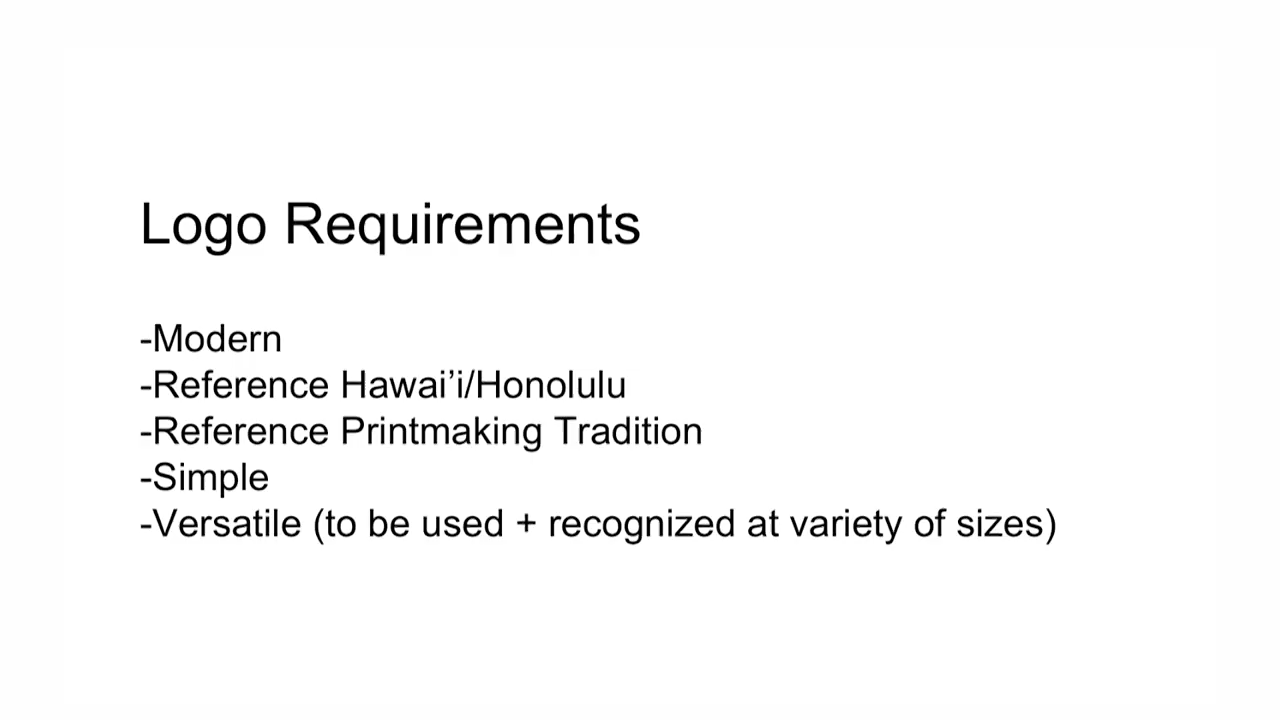 Logo Requirements
-Modern
-Reference Hawai’i/Honolulu
-Reference Printmaking Tradition
-Simple
-Versatile (to be used + recognized at variety of sizes)